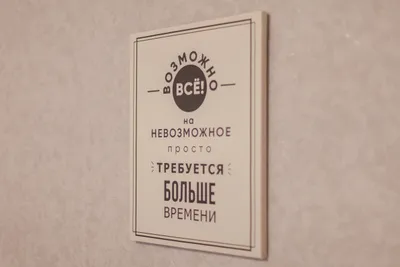 ВОЗМОЖНО
ВСЁ!
на
НЕВОЗМОЖНОЕ
просто
ТРЕБУЕТСЯ
БОЛЬШЕ
ВРЕМЕНИ